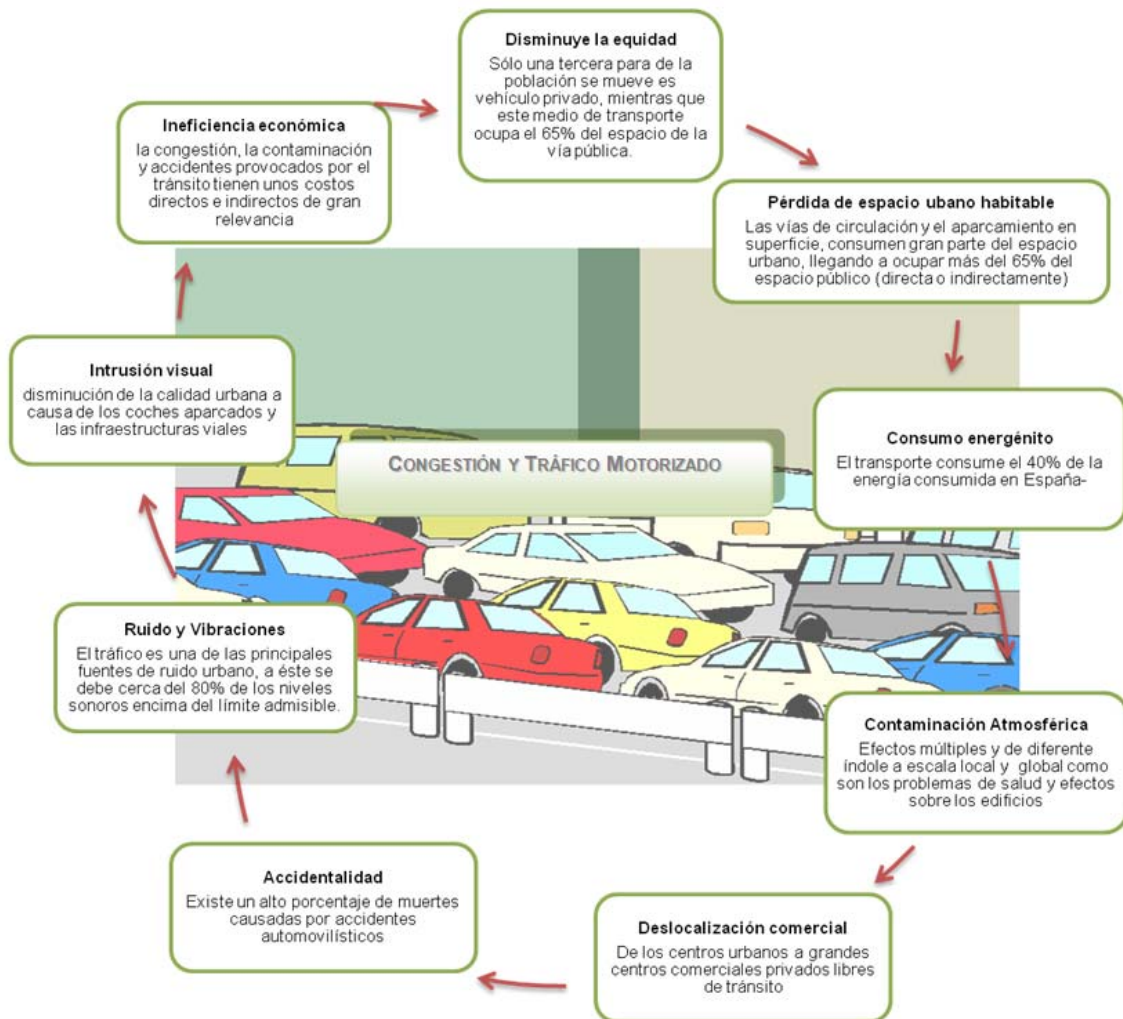 Disminuye la equidad
Sólo una tercera para de la
población se mueve es
vehículo privado, mientras que
este medio de transporte
ocupa el 65% del espacio de la
vía pública.
Ineficiencia económica
la congestión, la contaminación
y accidentes provocados por el
tránsito tienen unos costos
directos e indirectos de gran
relevancia
Pérdida de espacio ubano habitable
Las vías de circulación y el aparcamiento en
superficie, consumen gran parte del espacio
urbano, llegando a ocupar más del 65% del
espacio público (directa o indirectamente)
Intrusión visual
disminución de la calidad urbana a
causa de los coches aparcados y
las infraestructuras viales
CONGESTIÓN Y TRÁFICO MOTORIZADO
Consumo energénito
El transporte consume el 40% de la
energía consumida en España-
Ruido y Vibraciones
El tráfico es una de las principales
fuentes de ruido urbano, a éste se
debe cerca del 80% de los niveles
sonoros encima del límite admisible.
Contaminación Atmosférica
Efectos múltiples y de diferente
índole a escala local y global como
son los problemas de salud y efectos
sobre los edificios
Accidentalidad
Existe un alto porcentaje de muertes
causadas por accidentes
automovilísticos
Deslocalización comercial
De los centros urbanos a grandes
centros comerciales privados libres
de tránsito